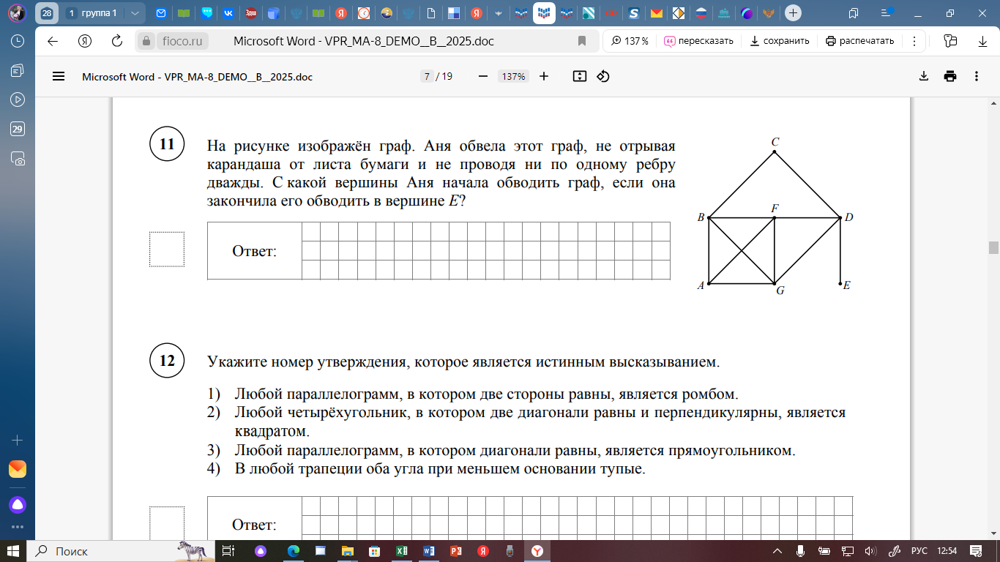 28
1
группа 1
Здш
fioco.ru
Microsoft Word - VPR_MA-8_DEMO__B__2025.doc
137 %
пересказать
сохранить
распечатать
Microsoft Word - VPR_MA-8_DEMO__B__2025.doc
7 / 19
137%
29
11
На рисунке изображён граф. Аня обвела этот граф, не отрывая
карандаша от листа бумаги и не проводя ни по одному ребру
дважды. С какой вершины Аня начала обводить граф, если она
закончила его обводить в вершине E?
Ответ:
C
B
F
D
A
G
E
12
Укажите номер утверждения, которое является истинным высказыванием.
1) Любой параллелограмм, в котором две стороны равны, является ромбом.
2) Любой четырёхугольник, в котором две диагонали равны и перпендикулярны, является
квадратом.
3) Любой параллелограмм, в котором диагонали равны, является прямоугольником.
4) В любой трапеции оба угла при меньшем основании тупые.
Ответ:
Поиск
РУС
12:54